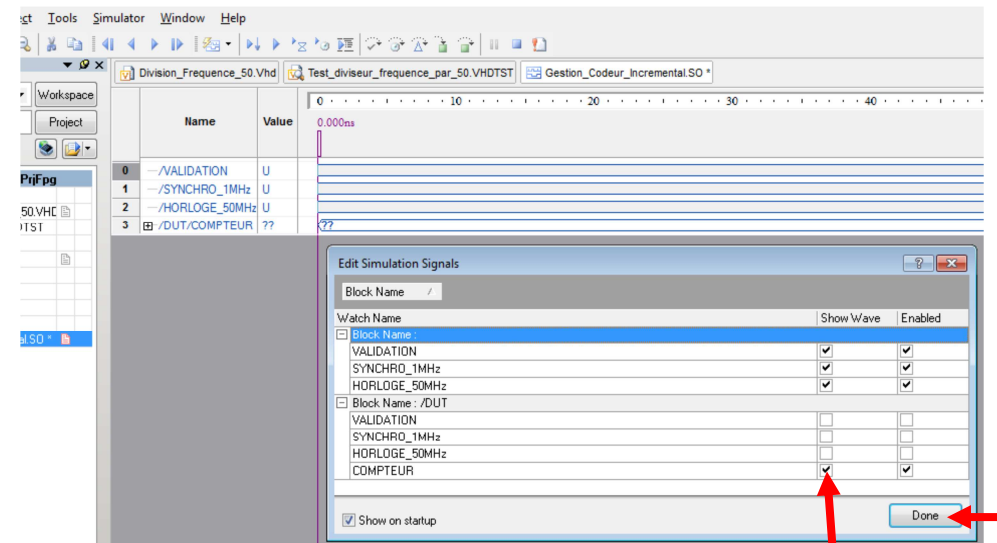 ect Tools Simulator Window Help
Division_Frequence_50.Vhd Test_diviseur_frequence_par_50.VHDTST Gestion_Codeur_Incremental.SO *
Workspace
Project
PrjFpg
50.VHD
DTST
al.SO *
Name Value 0 10 20 30 40
0.000ns
0 /VALIDATION U
1 /SYNCHRO_1MHz U
2 /HORLOGE_50MHz U
3 /DUT/COMPTEUR ?? ??
Edit Simulation Signals
Block Name
Watch Name Show Wave Enabled
Block Name :
VALIDATION
SYNCHRO_1MHz
HORLOGE_50MHz
Block Name : /DUT
VALIDATION
SYNCHRO_1MHz
HORLOGE_50MHz
COMPTEUR
Show on startup Done